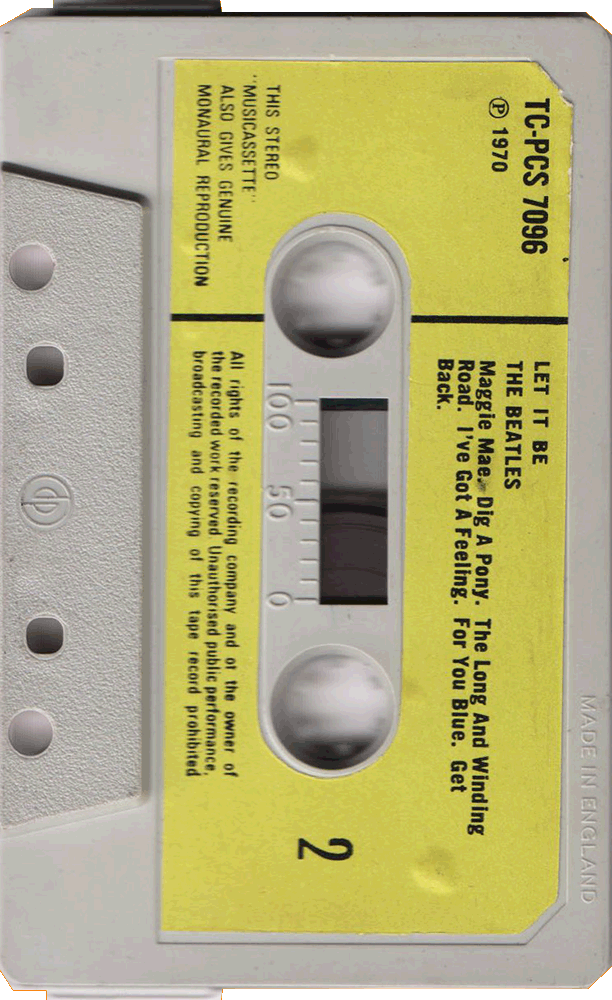 TC-PCS 7096
Ⓟ 1970
LET IT BE
THE BEATLES
Maggie Mae. Dig A Pony. The Long And Winding
Road. I've Got A Feeling. For You Blue. Get
Back.
THIS STEREO
"MUSICASSETTE"
ALSO GIVES GENUINE
MONAURAL REPRODUCTION
All rights of the recording company and ot the owner of
the recorded work reserved Unauthorised public performance,
broadcasting and copying of this tape record prohibited
100 50 0
2
MADE IN ENGLAND